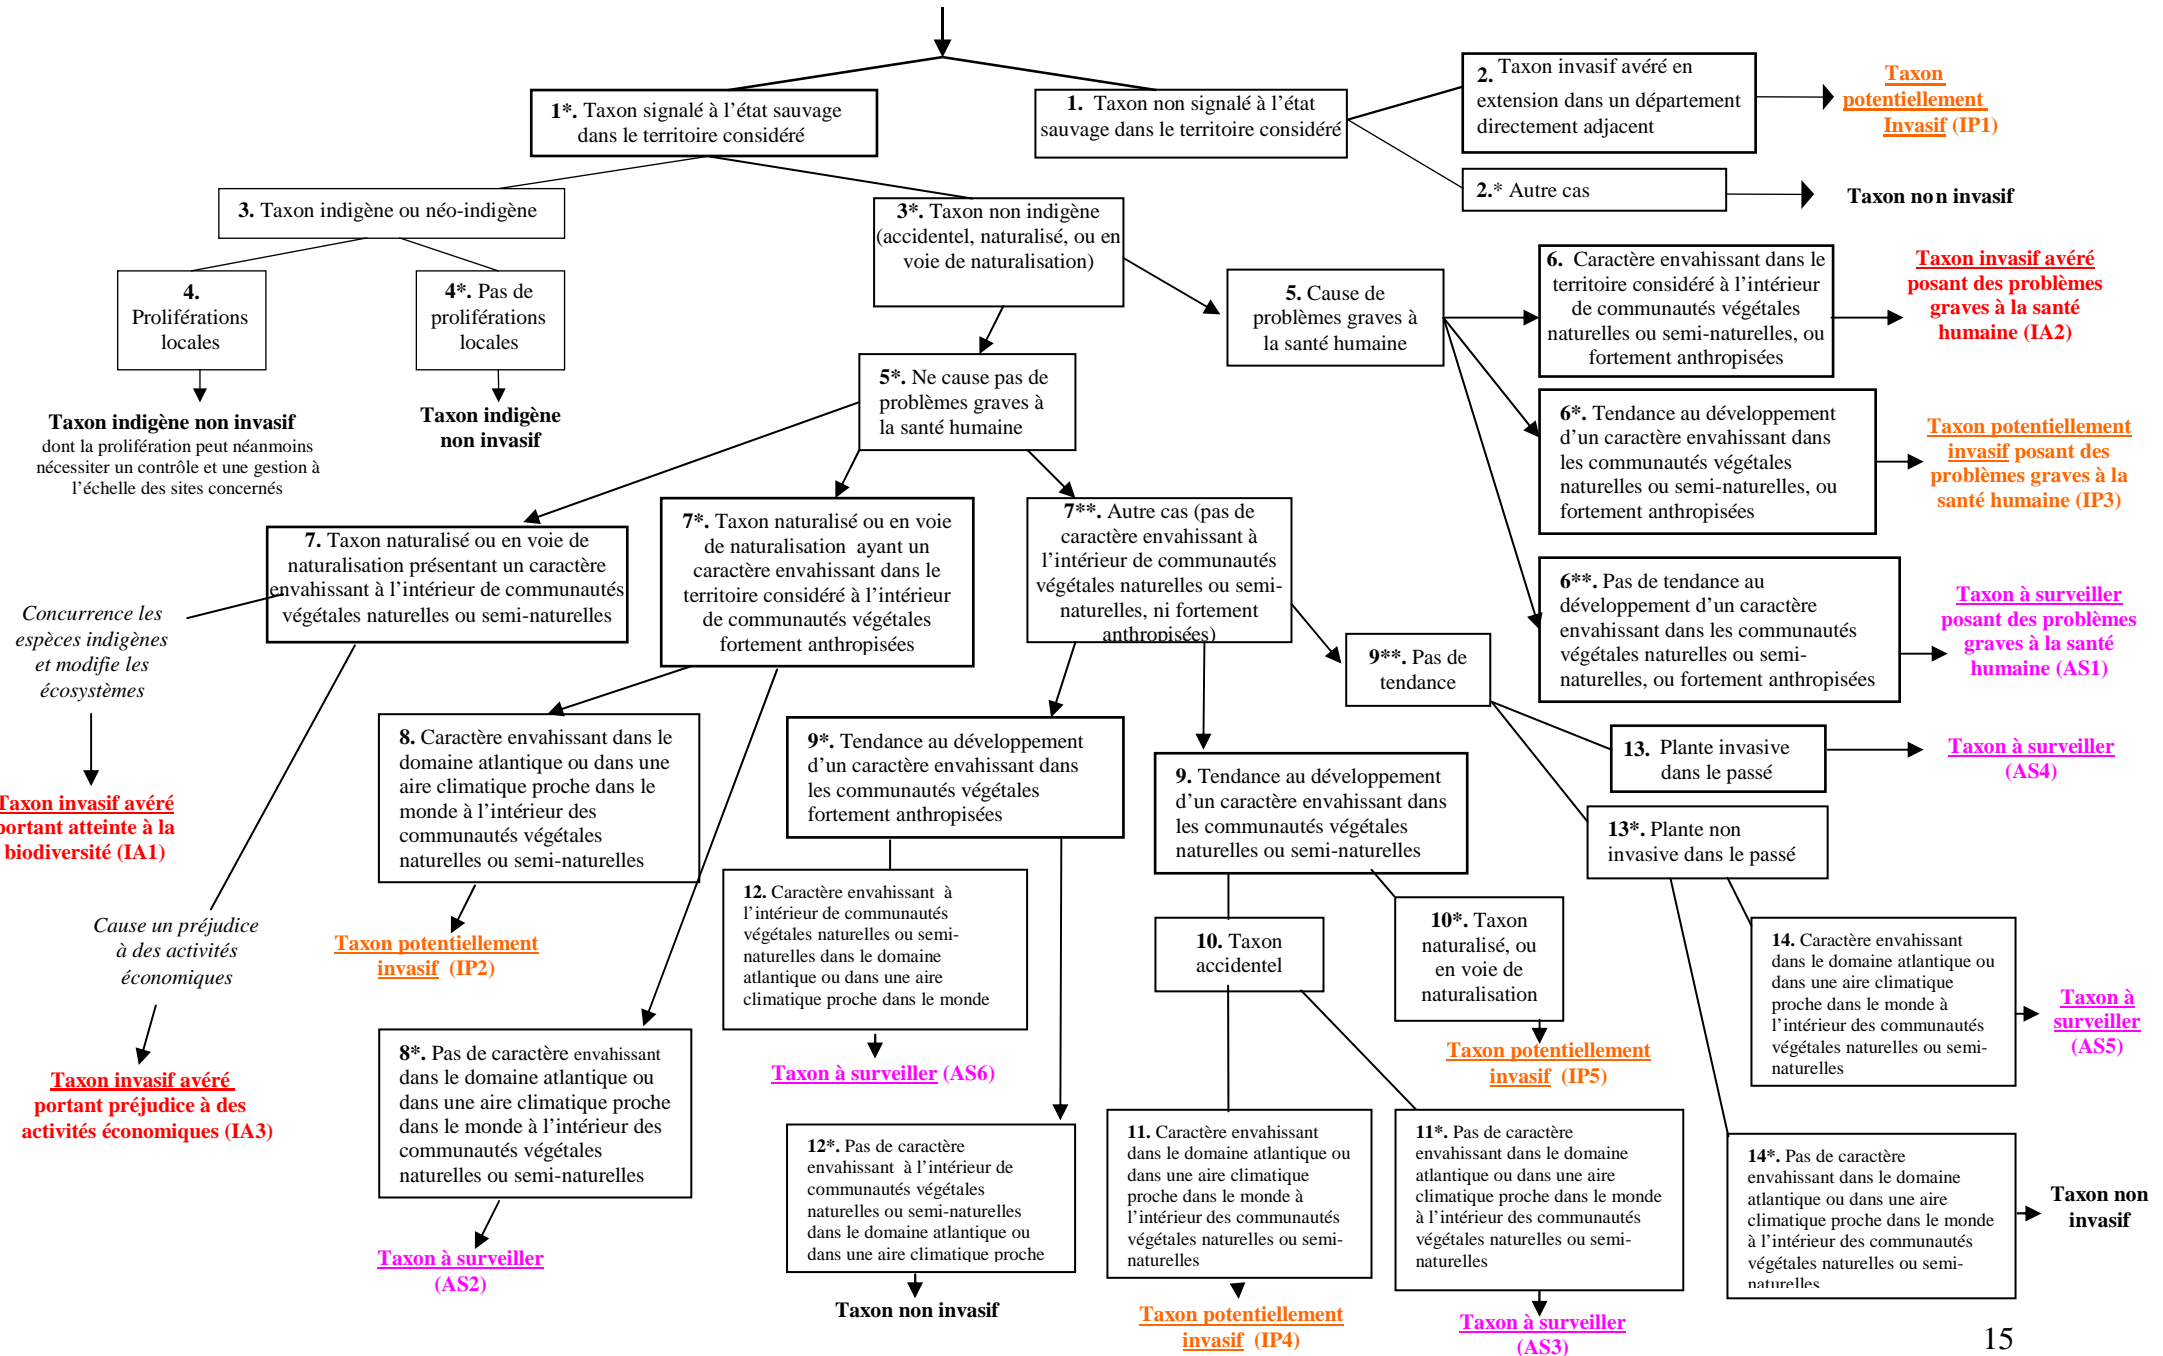 1*. Taxon signalé à l’état sauvage
dans le territoire considéré
1. Taxon non signalé à l’état
sauvage dans le territoire considéré
2. Taxon invasif avéré en
extension dans un département
directement adjacent
Taxon
potentiellement
Invasif (IP1)
2.* Autre cas
Taxon non invasif
3. Taxon indigène ou néo-indigène
3*. Taxon non indigène
(accidentel, naturalisé, ou en
voie de naturalisation)
4.
Proliférations
locales
4*. Pas de
proliférations
locales
Taxon indigène non invasif
dont la prolifération peut néanmoins
nécessiter un contrôle et une gestion à
l’échelle des sites concernés
Taxon indigène
non invasif
5. Cause de
problèmes graves à
la santé humaine
5*. Ne cause pas de
problèmes graves à
la santé humaine
6. Caractère envahissant dans le
territoire considéré à l’intérieur
de communautés végétales
naturelles ou semi-naturelles, ou
fortement anthropisées
Taxon invasif avéré
posant des problèmes
graves à la santé
humaine (IA2)
6*. Tendance au développement
d’un caractère envahissant dans
les communautés végétales
naturelles ou semi-naturelles, ou
fortement anthropisées
Taxon potentiellement
invasif posant des
problèmes graves à la
santé humaine (IP3)
6**. Pas de tendance au
développement d’un caractère
envahissant dans les communautés
végétales naturelles ou semi-
naturelles, ou fortement anthropisées
Taxon à surveiller
posant des problèmes
graves à la santé
humaine (AS1)
7. Taxon naturalisé ou en voie de
naturalisation présentant un caractère
envahissant à l’intérieur de communautés
végétales naturelles ou semi-naturelles
7*. Taxon naturalisé ou en voie
de naturalisation ayant un
caractère envahissant dans le
territoire considéré à l’intérieur
de communautés végétales
fortement anthropisées
7**. Autre cas (pas de
caractère envahissant à
l’intérieur de communautés
végétales naturelles ou semi-
naturelles, ni fortement
anthropisées)
Concurrence les
espèces indigènes
et modifie les
écosystèmes
Taxon invasif avéré
portant atteinte à la
biodiversité (IA1)
Cause un préjudice
à des activités
économiques
Taxon invasif avéré
portant préjudice à des
activités économiques (IA3)
8. Caractère envahissant dans le
domaine atlantique ou dans une
aire climatique proche dans le
monde à l’intérieur des
communautés végétales
naturelles ou semi-naturelles
Taxon potentiellement
invasif (IP2)
8*. Pas de caractère envahissant
dans le domaine atlantique ou
dans une aire climatique proche
dans le monde à l’intérieur des
communautés végétales
naturelles ou semi-naturelles
Taxon à surveiller
(AS2)
9*. Tendance au développement
d’un caractère envahissant dans
les communautés végétales
fortement anthropisées
9. Tendance au développement
d’un caractère envahissant dans
les communautés végétales
naturelles ou semi-naturelles
9**. Pas de
tendance
12. Caractère envahissant à
l’intérieur de communautés
végétales naturelles ou semi-
naturelles dans le domaine
atlantique ou dans une aire
climatique proche dans le monde
Taxon à surveiller (AS6)
12*. Pas de caractère
envahissant à l’intérieur de
communautés végétales
naturelles ou semi-naturelles
dans le domaine atlantique ou
dans une aire climatique proche
Taxon non invasif
10. Taxon
accidentel
10*. Taxon
naturalisé, ou
en voie de
naturalisation
Taxon potentiellement
invasif (IP5)
11. Caractère envahissant
dans le domaine atlantique ou
dans une aire climatique
proche dans le monde à
l’intérieur des communautés
végétales naturelles ou semi-
naturelles
Taxon potentiellement
invasif (IP4)
11*. Pas de caractère
envahissant dans le domaine
atlantique ou dans une aire
climatique proche dans le monde
à l’intérieur des communautés
végétales naturelles ou semi-
naturelles
Taxon à surveiller
(AS3)
13. Plante invasive
dans le passé
Taxon à surveiller
(AS4)
13*. Plante non
invasive dans le passé
14. Caractère envahissant
dans le domaine atlantique ou
dans une aire climatique
proche dans le monde à
l’intérieur des communautés
végétales naturelles ou semi-
naturelles
Taxon à
surveiller
(AS5)
14*. Pas de caractère
envahissant dans le domaine
atlantique ou dans une aire
climatique proche dans le monde
à l’intérieur des communautés
végétales naturelles ou semi-
naturelles
Taxon non
invasif
15